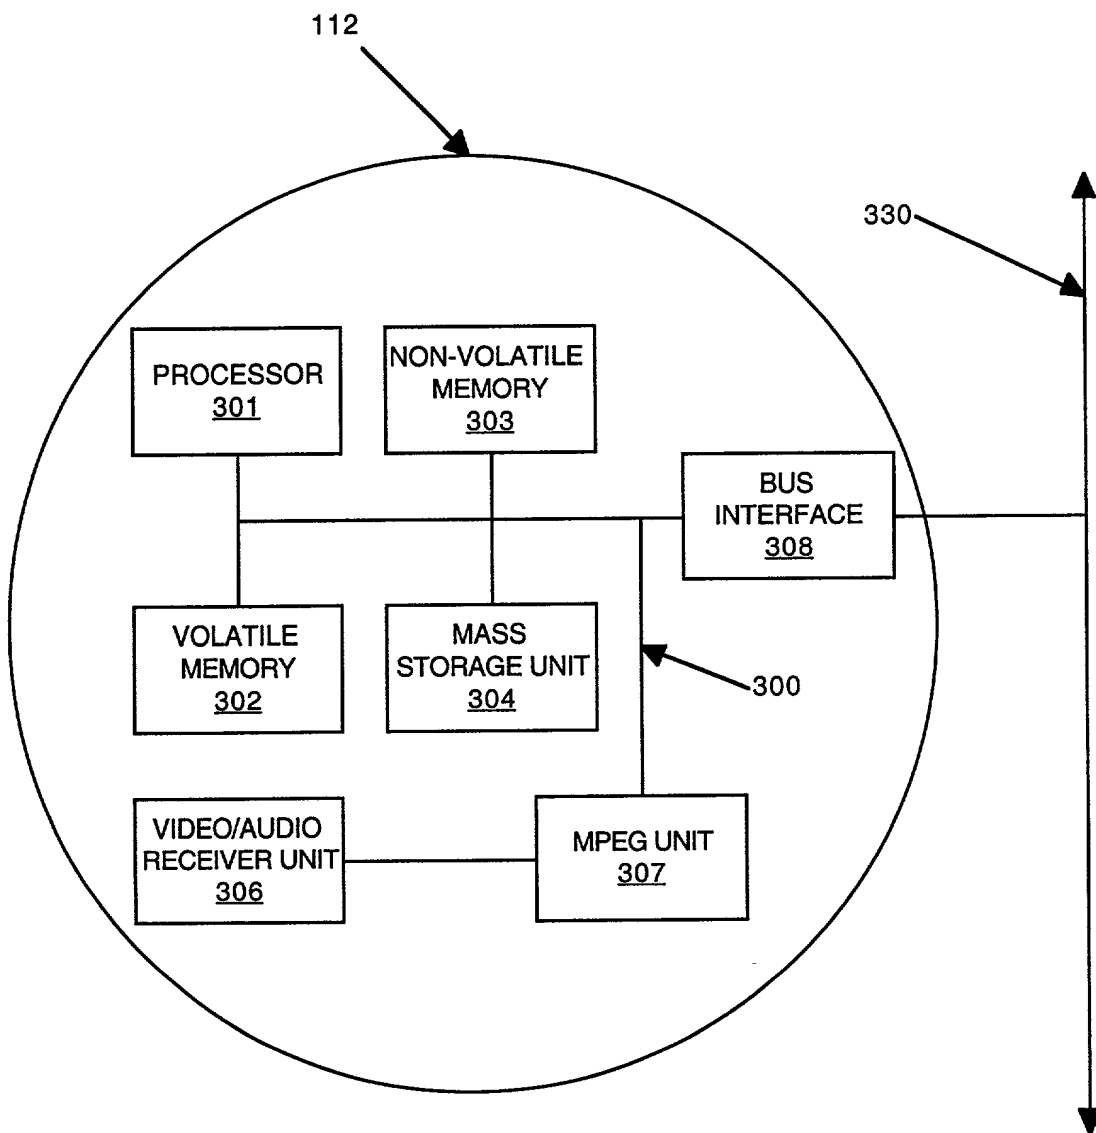 112
330
PROCESSOR
301
NON-VOLATILE
MEMORY
303
BUS
INTERFACE
308
VOLATILE
MEMORY
302
MASS
STORAGE UNIT
304
300
VIDEO/AUDIO
RECEIVER UNIT
306
MPEG UNIT
307